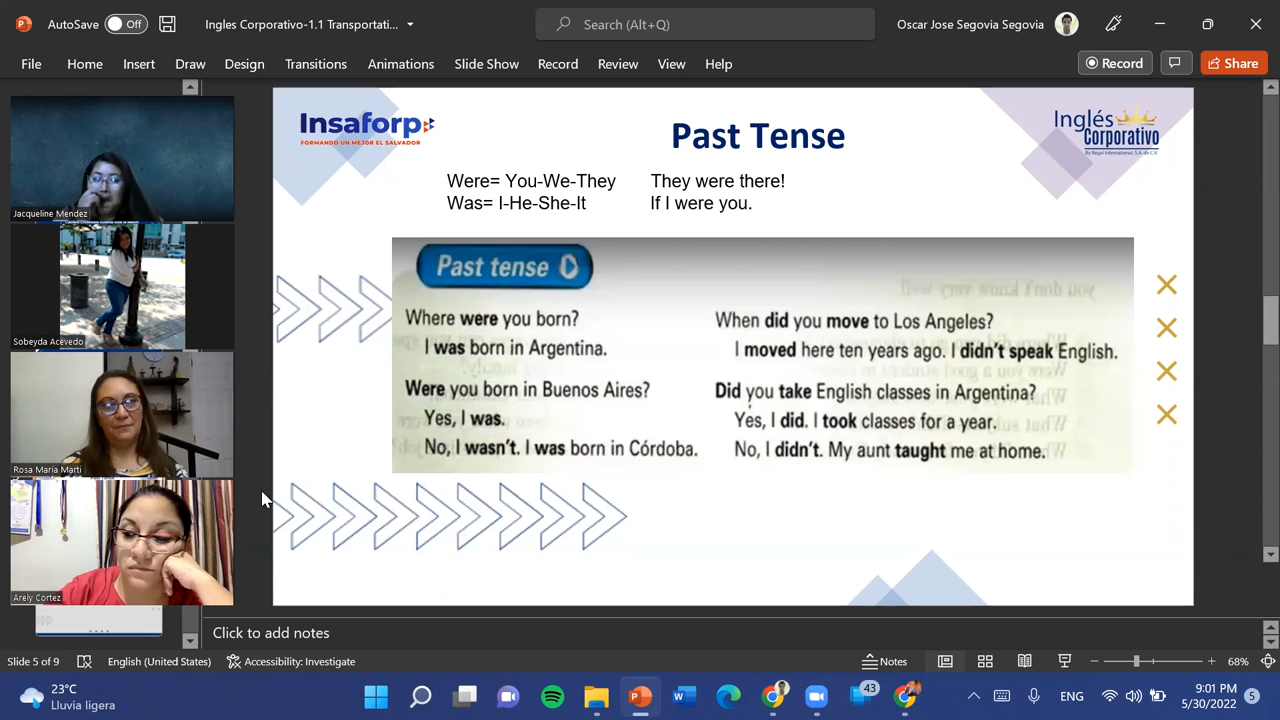 AutoSave Off Ingles Corporativo-1.1 Transportati... Search (Alt+Q) Oscar Jose Segovia Segovia
File Home Insert Draw Design Transitions Animations Slide Show Record Review View Help Record Share
Jacqueline Mendez
Sobeyda Acevedo
Rosa Maria Marti
Arely Cortez
Insaforp
FORMANDO UN MEJOR EL SALVADOR
Past Tense
Inglés
Corporativo
By Regal International, S.A. de C.V.
Were= You-We-They They were there!
Was= I-He-She-It If I were you.
Past tense
Where were you born?
I was born in Argentina.
Were you born in Buenos Aires?
Yes, I was.
No, I wasn't. I was born in Córdoba.
When did you move to Los Angeles?
I moved here ten years ago. I didn't speak English.
Did you take English classes in Argentina?
Yes, I did. I took classes for a year.
No, I didn't. My aunt taught me at home.
Click to add notes
Slide 5 of 9 English (United States) Accessibility: Investigate Notes 68%
23°C
Lluvia ligera
43
ENG
9:01 PM
5/30/2022
5